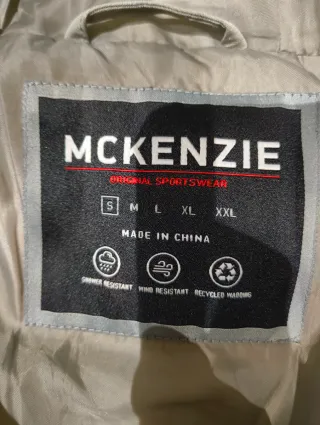 MCKENZIE
ORIGINAL SPORTSWEAR
S M L XL XXL
MADE IN CHINA
SHOWER RESISTANT WIND RESISTANT RECYCLED WADDING